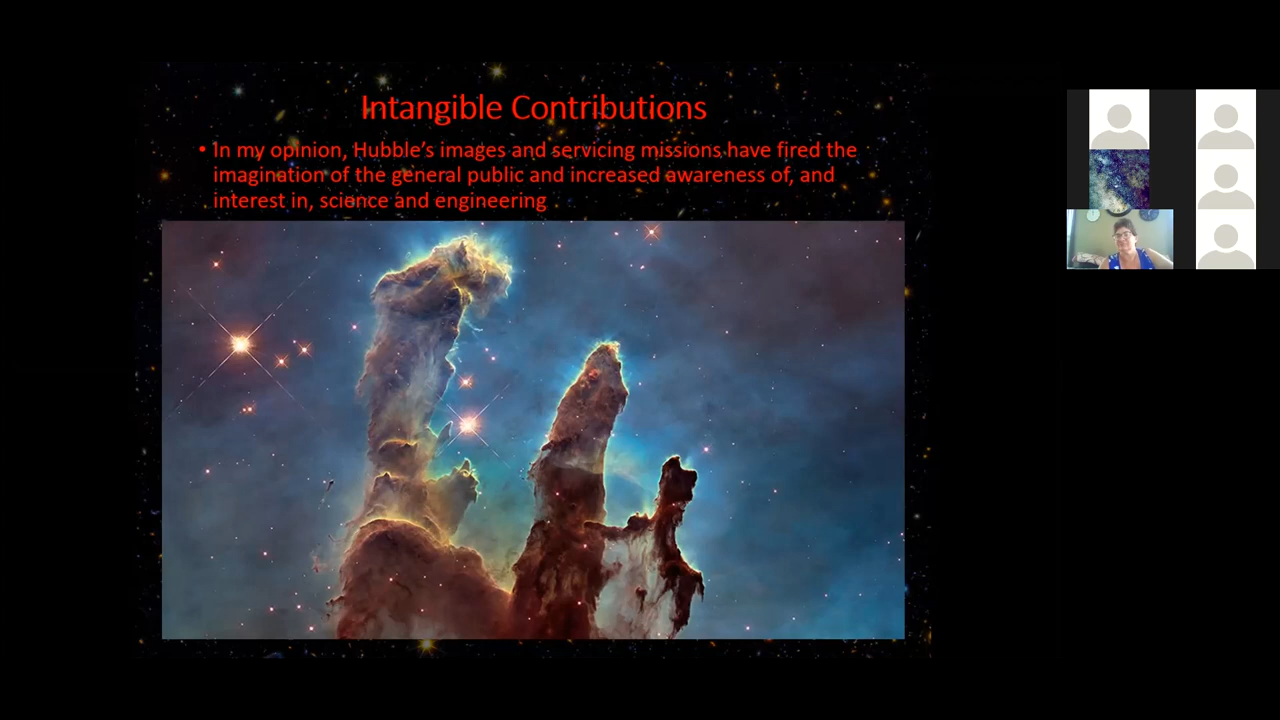 Intangible Contributions
• In my opinion, Hubble’s images and servicing missions have fired the
imagination of the general public and increased awareness of, and
interest in, science and engineering